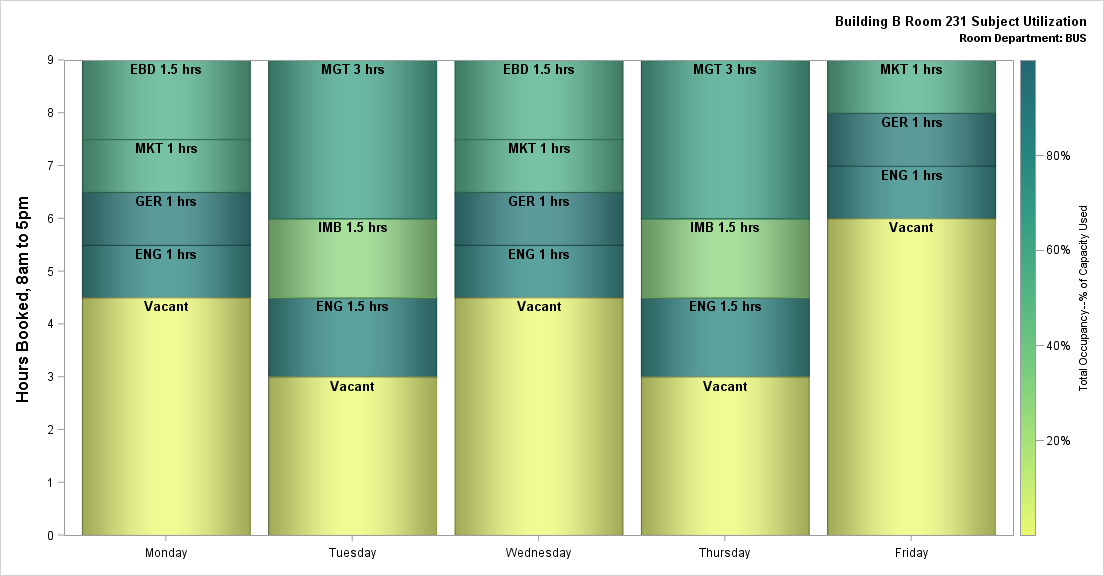 Building B Room 231 Subject Utilization
Room Department: BUS
Hours Booked, 8am to 5pm
9
8
7
6
5
4
3
2
1
0
EBD 1.5 hrs
MKT 1 hrs
GER 1 hrs
ENG 1 hrs
Vacant
MGT 3 hrs
IMB 1.5 hrs
ENG 1.5 hrs
Vacant
EBD 1.5 hrs
MKT 1 hrs
GER 1 hrs
ENG 1 hrs
Vacant
MGT 3 hrs
IMB 1.5 hrs
ENG 1.5 hrs
Vacant
MKT 1 hrs
GER 1 hrs
ENG 1 hrs
Vacant
Monday
Tuesday
Wednesday
Thursday
Friday
80%
60%
40%
20%
Total Occupancy--% of Capacity Used